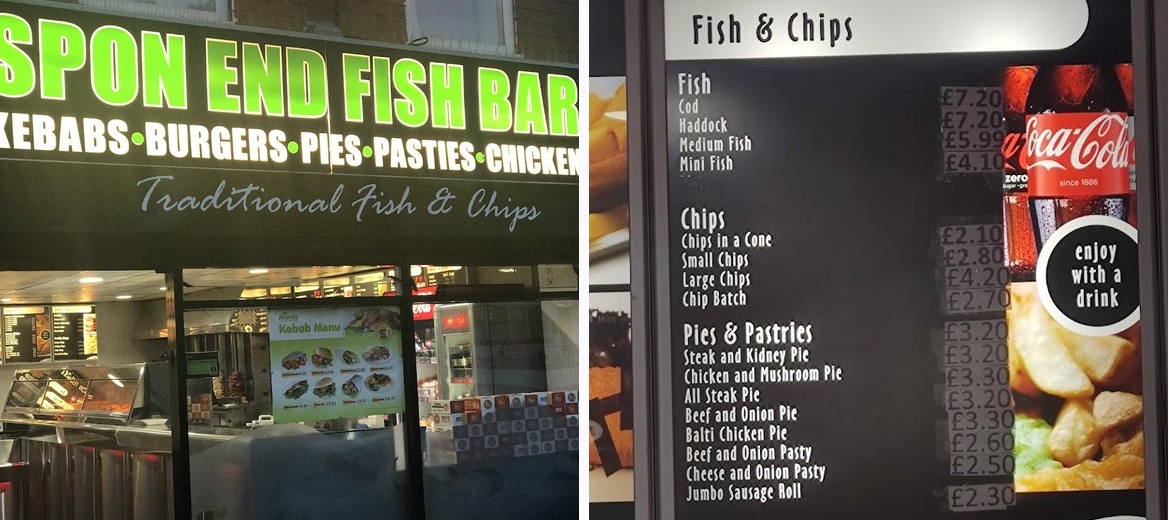 SPON END FISH BAR
KEBABS•BURGERS•PIES•PASTIES•CHICKEN
Traditional Fish & Chips
Kebab Menu
Fish & Chips
Fish
Cod £7.20
Haddock £7.20
Medium Fish £5.99
Mini Fish £4.10
Chips
Chips in a Cone £2.10
Small Chips £2.80
Large Chips £4.20
Chip Batch £2.70
Pies & Pastries £3.20
Steak and Kidney Pie £3.20
Chicken and Mushroom Pie £3.30
All Steak Pie £3.20
Beef and Onion Pie £3.30
Balti Chicken Pie £2.60
Beef and Onion Pasty £2.50
Cheese and Onion Pasty
Jumbo Sausage Roll £2.30
Coca-Cola
zero
since 1886
enjoy
with a
drink